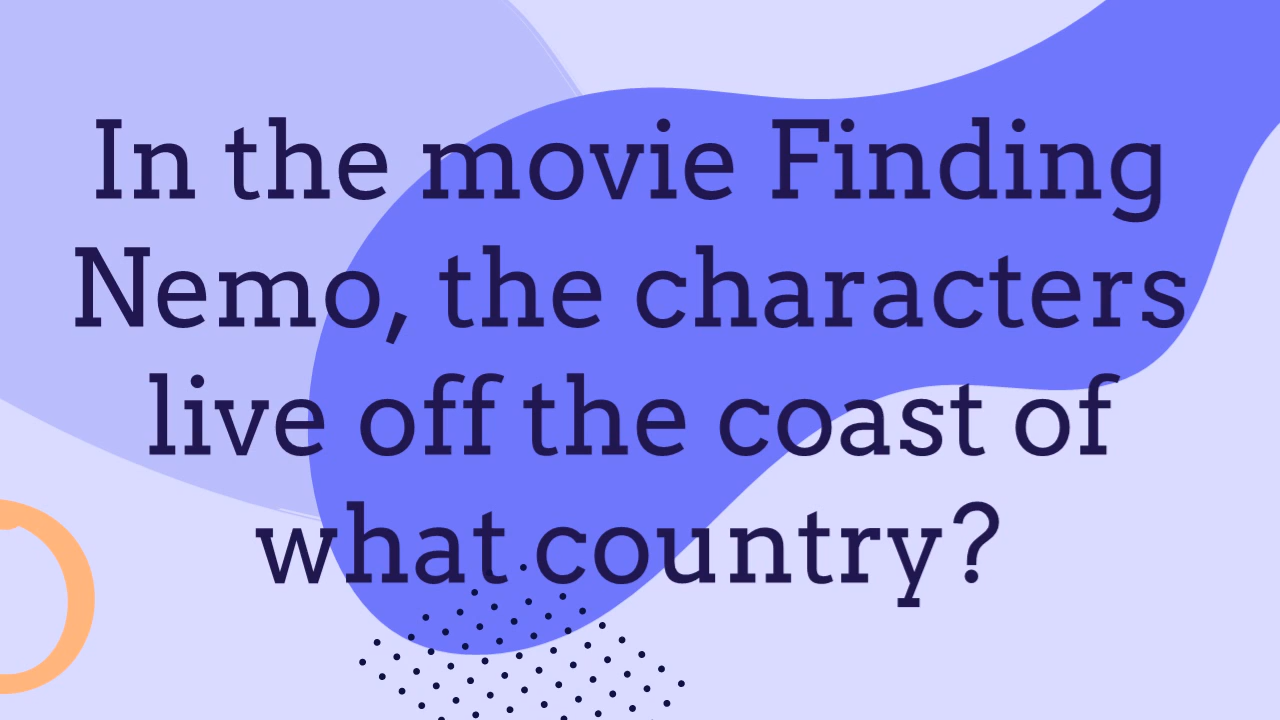 In the movie Finding
Nemo, the characters
live off the coast of
what country?